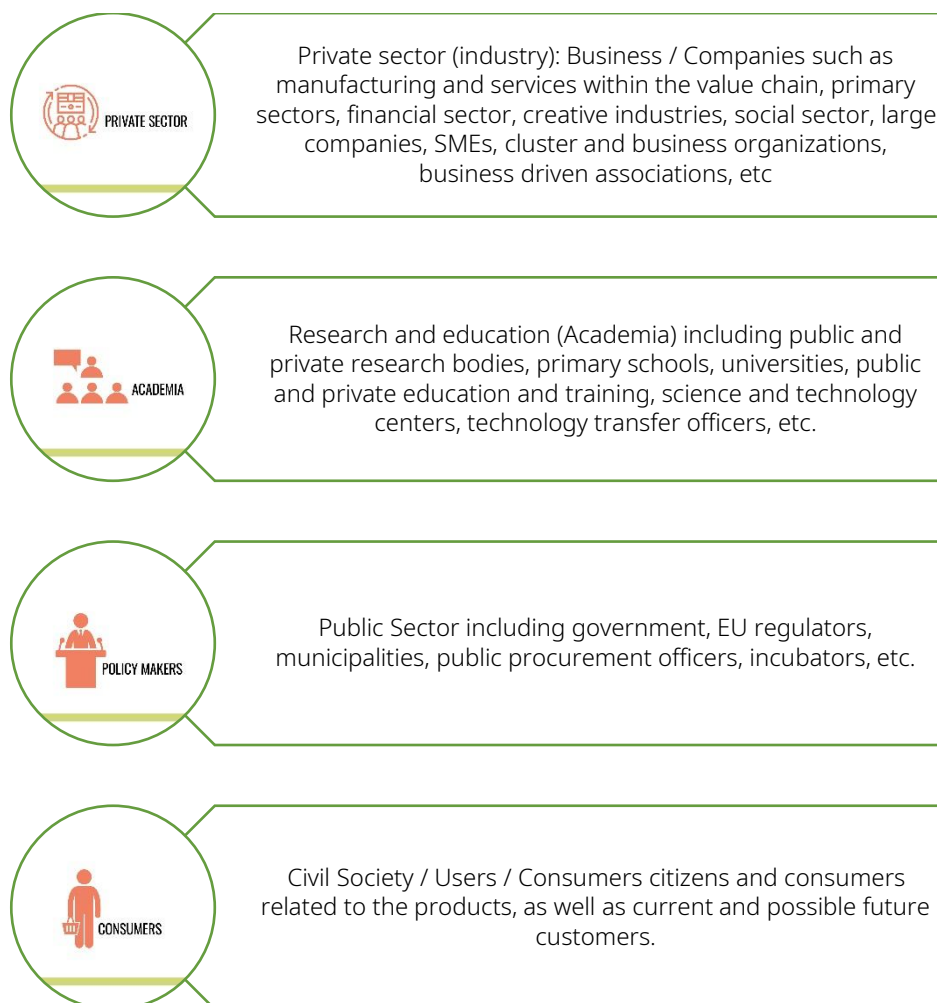 PRIVATE SECTOR
Private sector (industry): Business / Companies such as
manufacturing and services within the value chain, primary
sectors, financial sector, creative industries, social sector, large
companies, SMEs, cluster and business organizations,
business driven associations, etc
ACADEMIA
Research and education (Academia) including public and
private research bodies, primary schools, universities, public
and private education and training, science and technology
centers, technology transfer officers, etc.
POLICY MAKERS
Public Sector including government, EU regulators,
municipalities, public procurement officers, incubators, etc.
CONSUMERS
Civil Society / Users / Consumers citizens and consumers
related to the products, as well as current and possible future
customers.